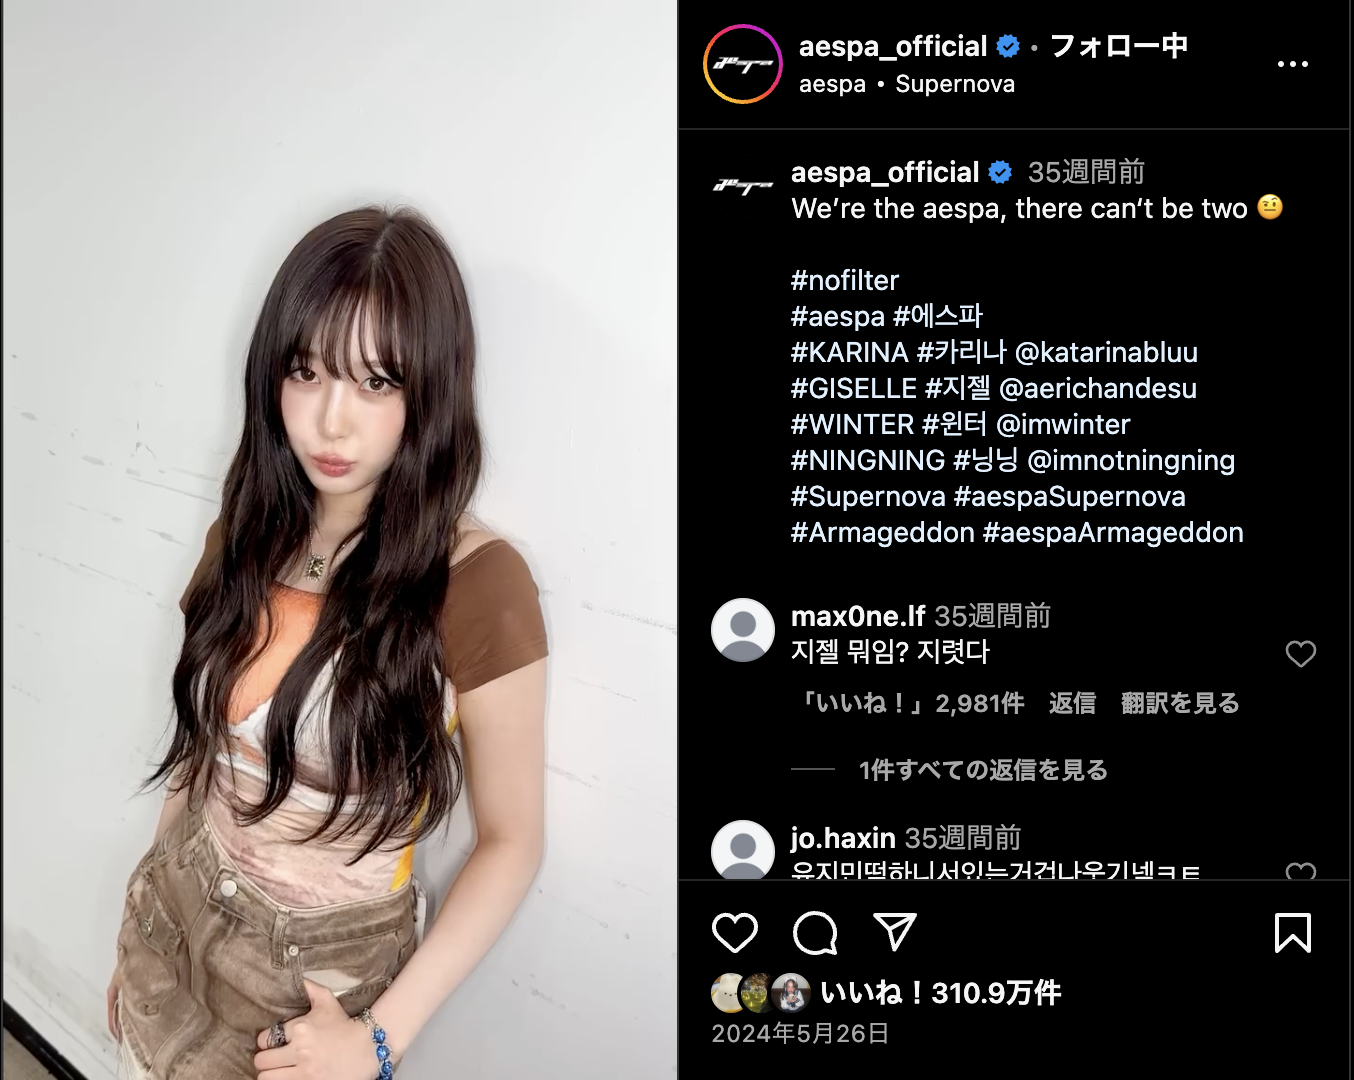 aespa_official • フォロー中
aespa • Supernova
aespa_official 35週間前
We’re the aespa, there can‘t be two 🤨
#nofilter
#aespa #에스파
#KARINA #카리나 @katarinabluu
#GISELLE #지젤 @aerichandesu
#WINTER #윈터 @imwinter
#NINGNING #닝닝 @imnotningning
#Supernova #aespaSupernova
#Armageddon #aespaArmageddon
max0ne.lf 35週間前
지젤 뭐임? 지렸다
「いいね！」2,981件 返信 翻訳を見る
1件すべての返信を見る
jo.haxin 35週間前
いいね！310.9万件
2024年5月26日